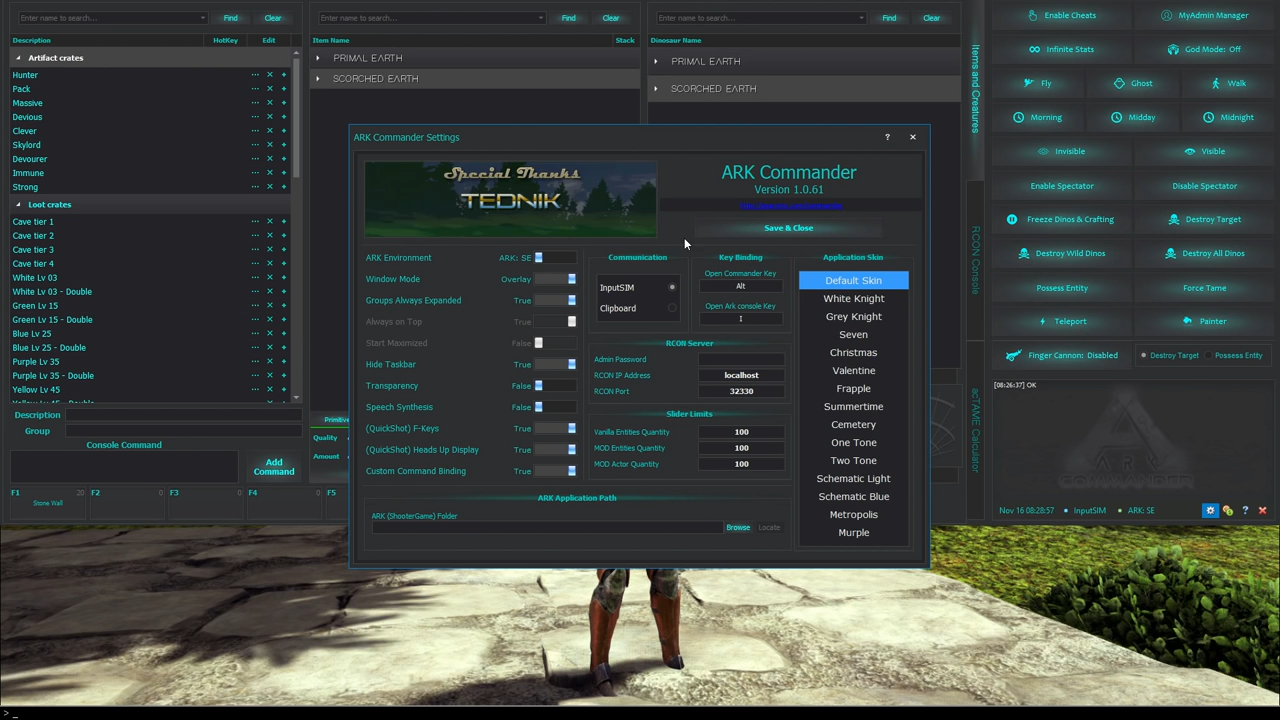 Enter name to search...
Find
Clear
Description
HotKey
Edit
Artifact crates
Hunter
Pack
Massive
Devious
Clever
Skylord
Devourer
Immune
Strong
Loot crates
Cave tier 1
Cave tier 2
Cave tier 3
Cave tier 4
White Lv 03
White Lv 03 - Double
Green Lv 15
Green Lv 15 - Double
Blue Lv 25
Blue Lv 25 - Double
Purple Lv 35
Purple Lv 35 - Double
Yellow Lv 45
Description
Group
Console Command
Add
Command
F1
20
F2
0
F3
0
F4
0
F5
Stone Wall
Enter name to search...
Find
Clear
Item Name
Stack
PRIMAL EARTH
SCORCHED EARTH
Primitive
Quality
Amount
Enter name to search...
Find
Clear
Dinosaur Name
PRIMAL EARTH
SCORCHED EARTH
ARK Commander Settings
?
Special Thanks
TEDNIK
ARK Commander
Version 1.0.61
Save & Close
ARK Environment
ARK: SE
Window Mode
Overlay
Groups Always Expanded
True
Always on Top
True
Start Maximized
False
Hide Taskbar
True
Transparency
False
Speech Synthesis
False
(QuickShot) F-Keys
True
(QuickShot) Heads Up Display
True
Custom Command Binding
True
Communication
InputSIM
Clipboard
Key Binding
Open Commander Key
Alt
Open Ark console Key
RCON Server
Admin Password
RCON IP Address
localhost
RCON Port
32330
Slider Limits
Vanilla Entities Quantity
100
MOD Entities Quantity
100
MOD Actor Quantity
100
ARK Application Path
ARK (ShooterGame) Folder
Browse
Locate
Application Skin
Default Skin
White Knight
Grey Knight
Seven
Christmas
Valentine
Frapple
Summertime
Cemetery
One Tone
Two Tone
Schematic Light
Schematic Blue
Metropolis
Murple
Items and Creatures
RCON Console
acTAME Calculator
Enable Cheats
MyAdmin Manager
Infinite Stats
God Mode: Off
Fly
Ghost
Walk
Morning
Midday
Midnight
Invisible
Visible
Enable Spectator
Disable Spectator
Freeze Dinos & Crafting
Destroy Target
Destroy Wild Dinos
Destroy All Dinos
Possess Entity
Force Tame
Teleport
Painter
Finger Cannon: Disabled
Destroy Target
Possess Entity
[08:26:37] OK
ARK
COMMANDER
Nov 16 08:28:57
InputSIM
ARK: SE
?
> _